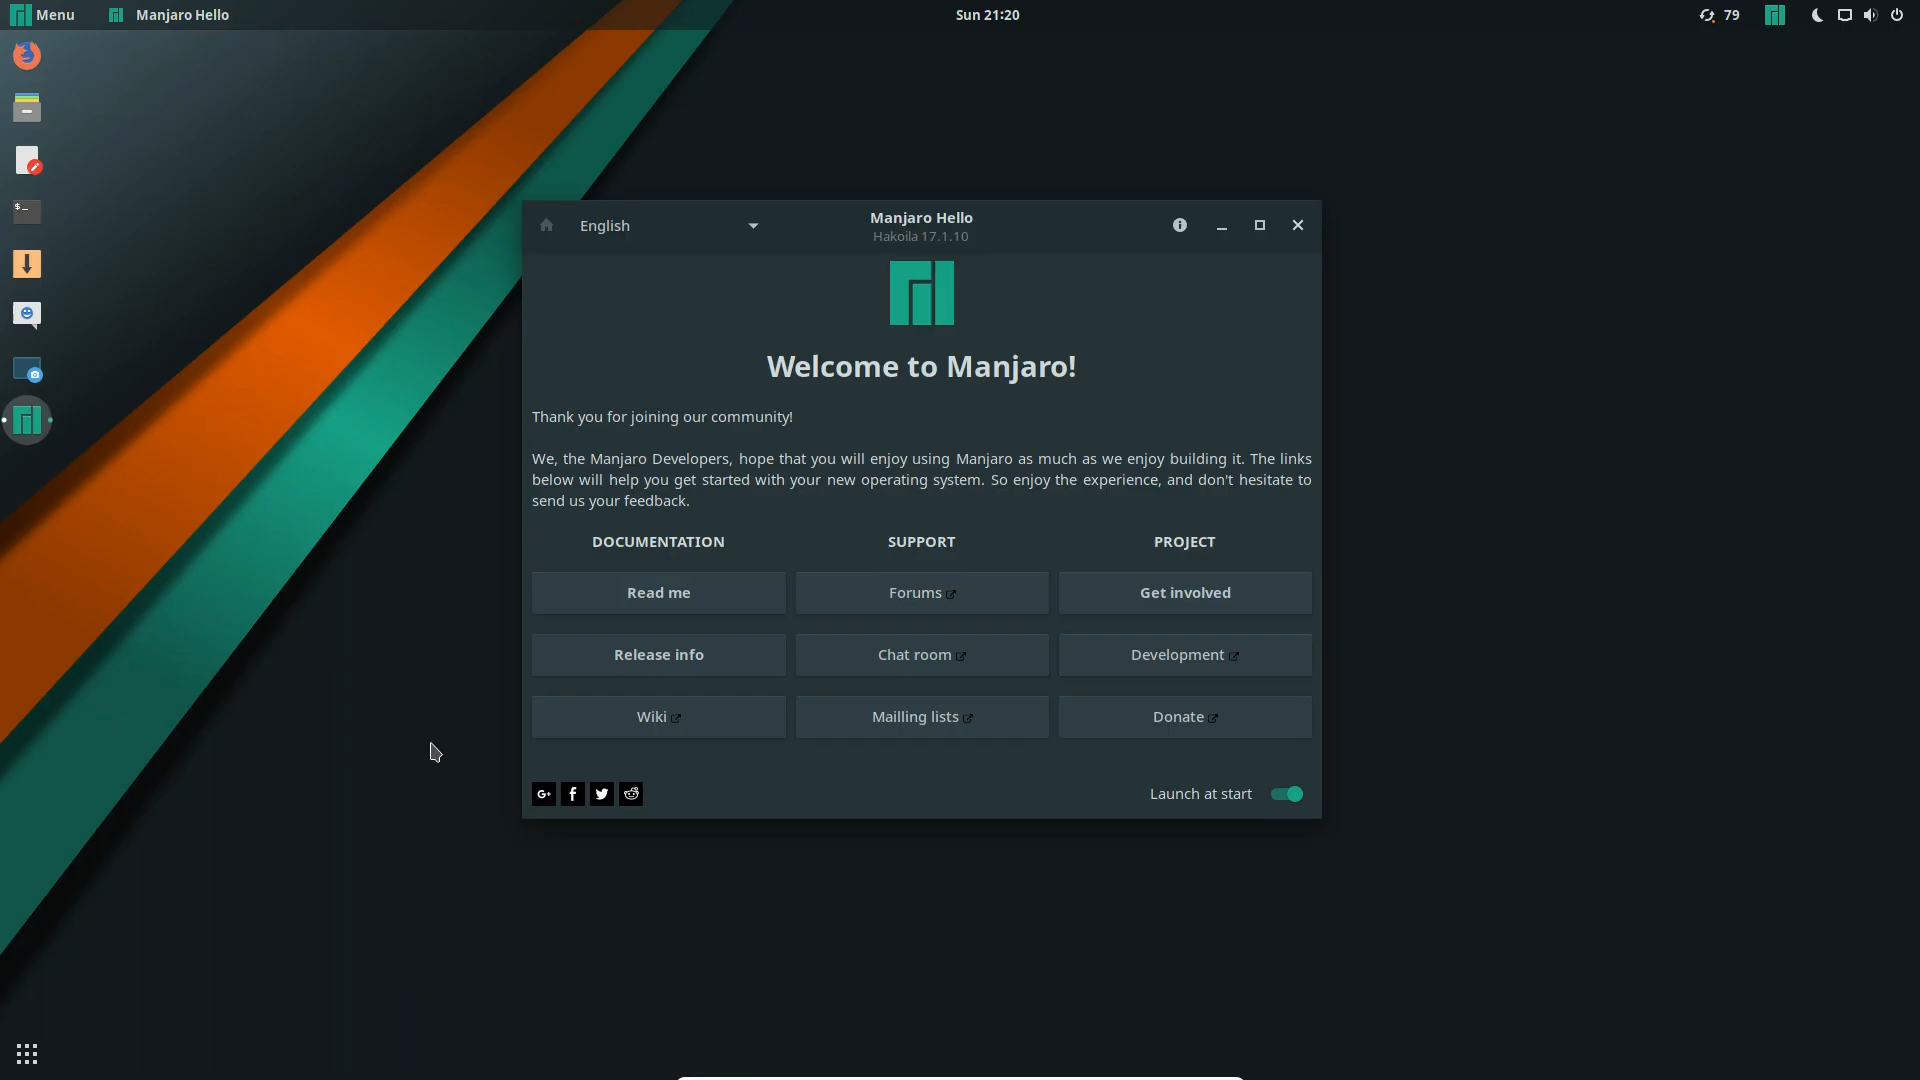 Menu
Manjaro Hello
Sun 21:20
79
$_
English
Manjaro Hello
Hakoila 17.1.10
Welcome to Manjaro!
Thank you for joining our community!
We, the Manjaro Developers, hope that you will enjoy using Manjaro as much as we enjoy building it. The links
below will help you get started with your new operating system. So enjoy the experience, and don't hesitate to
send us your feedback.
DOCUMENTATION
SUPPORT
PROJECT
Read me
Forums
Get involved
Release info
Chat room
Development
Wiki
Mailling lists
Donate
G+
Launch at start